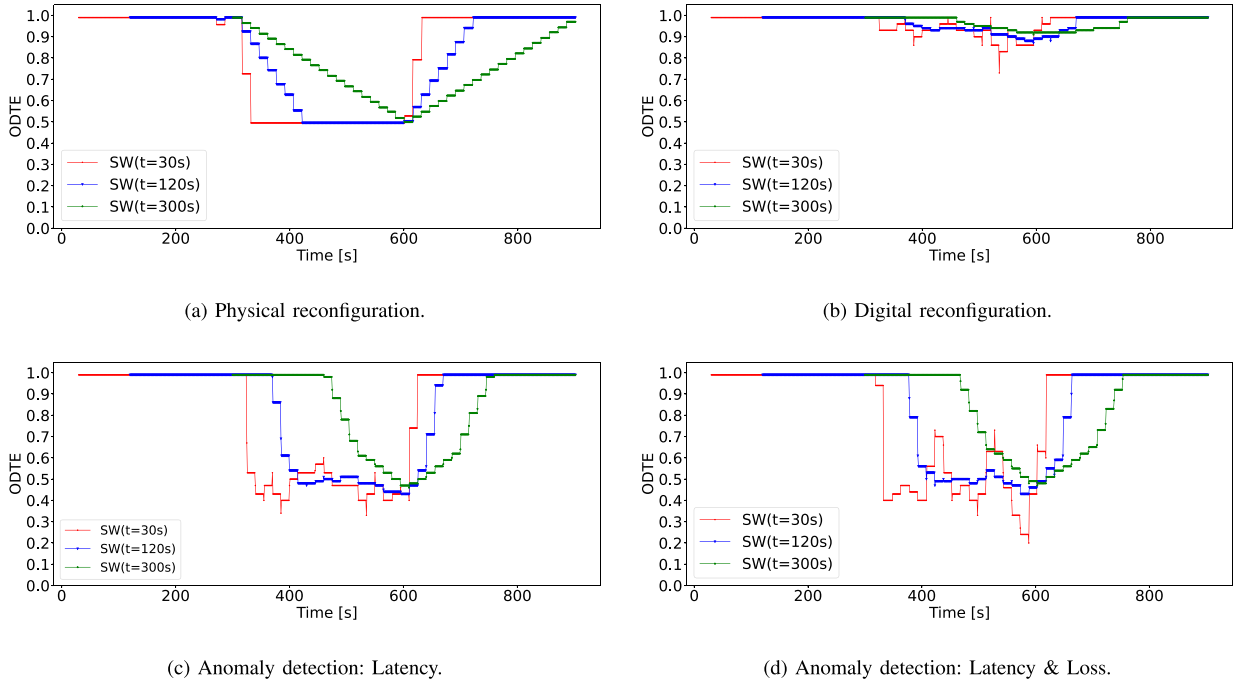 1.0
0.9
0.8
0.7
0.6
0.5
0.4
0.3
0.2
0.1
0.0
ODTE
SW(t=30s)
SW(t=120s)
SW(t=300s)
0 200 400 600 800
Time [s]
(a) Physical reconfiguration.
1.0
0.9
0.8
0.7
0.6
0.5
0.4
0.3
0.2
0.1
0.0
ODTE
SW(t=30s)
SW(t=120s)
SW(t=300s)
0 200 400 600 800
Time [s]
(b) Digital reconfiguration.
1.0
0.9
0.8
0.7
0.6
0.5
0.4
0.3
0.2
0.1
0.0
ODTE
SW(t=30s)
SW(t=120s)
SW(t=300s)
0 200 400 600 800
Time [s]
(c) Anomaly detection: Latency.
1.0
0.9
0.8
0.7
0.6
0.5
0.4
0.3
0.2
0.1
0.0
ODTE
SW(t=30s)
SW(t=120s)
SW(t=300s)
0 200 400 600 800
Time [s]
(d) Anomaly detection: Latency & Loss.